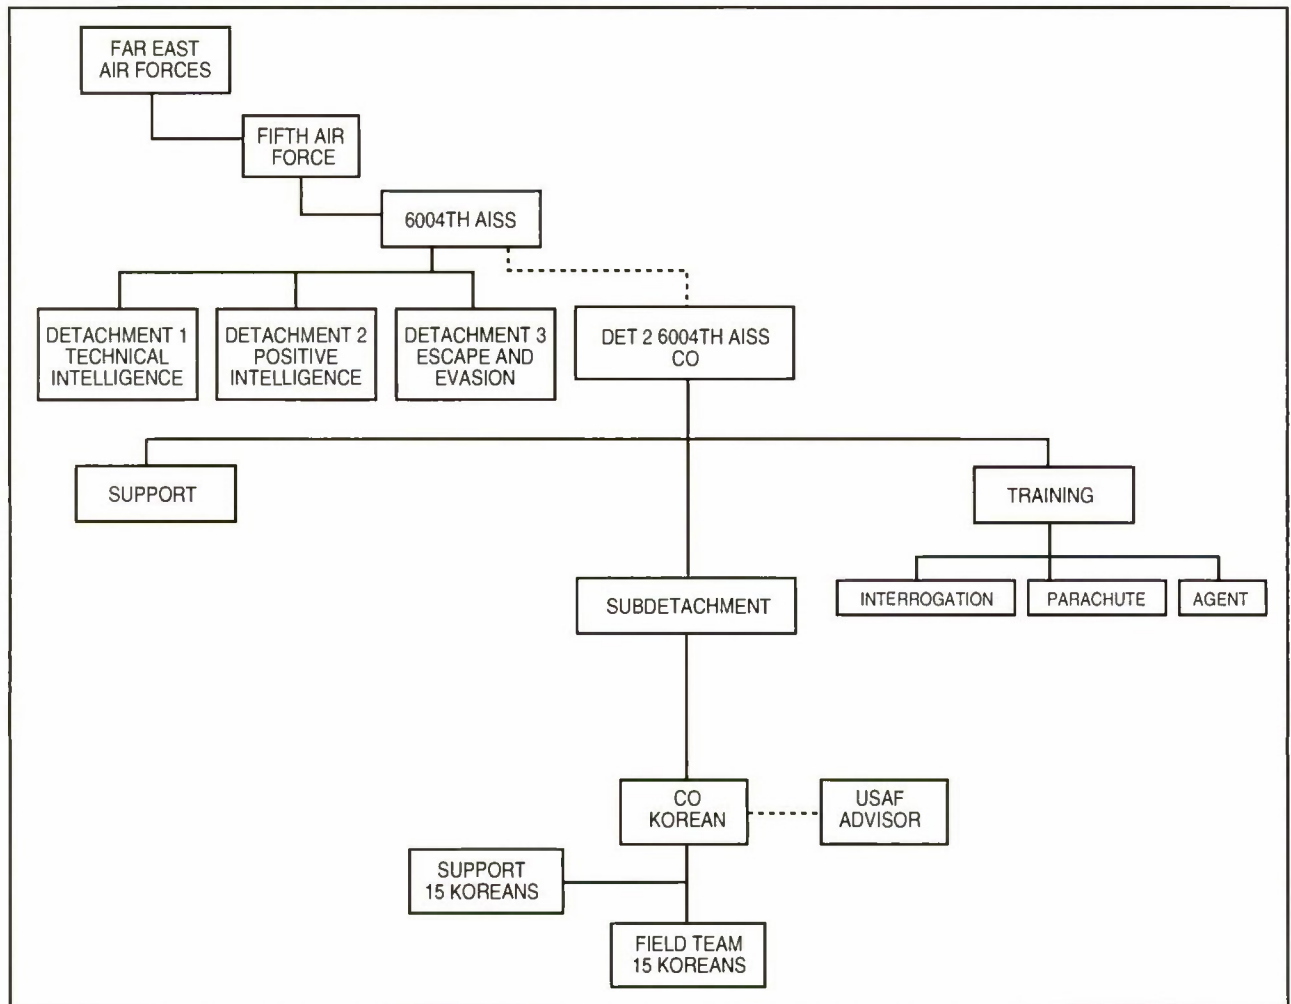 FAR EAST
AIR FORCES
FIFTH AIR
FORCE
6004TH AISS
DETACHMENT 1
TECHNICAL
INTELLIGENCE
DETACHMENT 2
POSITIVE
INTELLIGENCE
DETACHMENT 3
ESCAPE AND
EVASION
DET 2 6004TH AISS
CO
SUPPORT
TRAINING
SUBDETACHMENT
INTERROGATION
PARACHUTE
AGENT
CO
KOREAN
USAF
ADVISOR
SUPPORT
15 KOREANS
FIELD TEAM
15 KOREANS